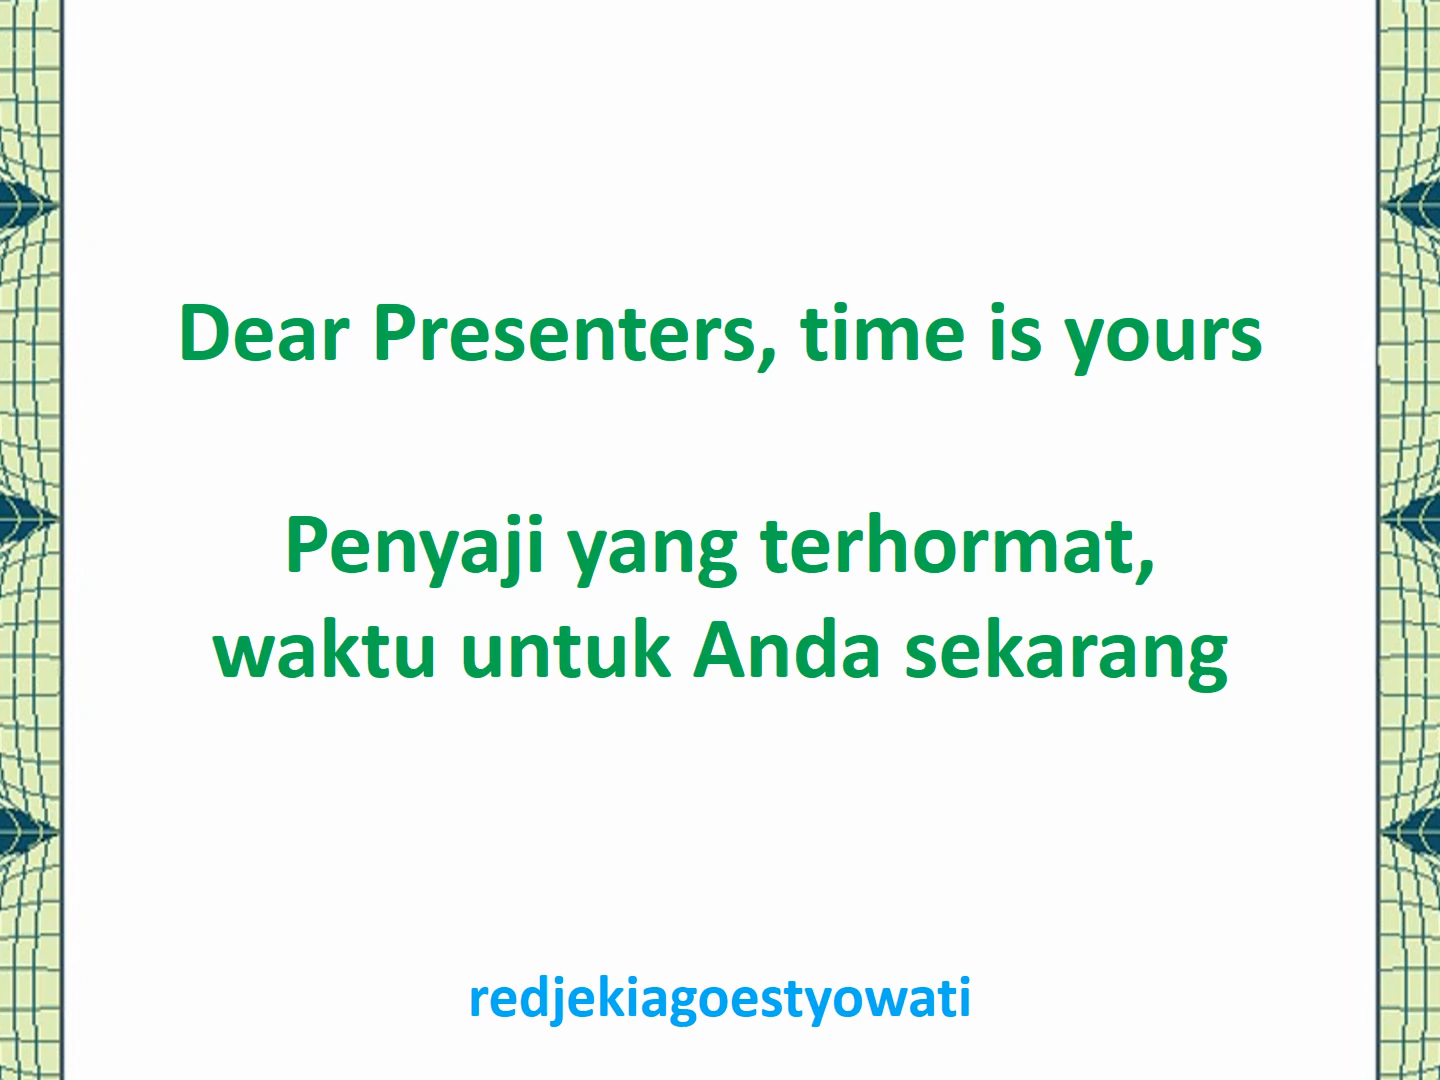 Dear Presenters, time is yours
Penyaji yang terhormat,
waktu untuk Anda sekarang
redjekiagoestyowati